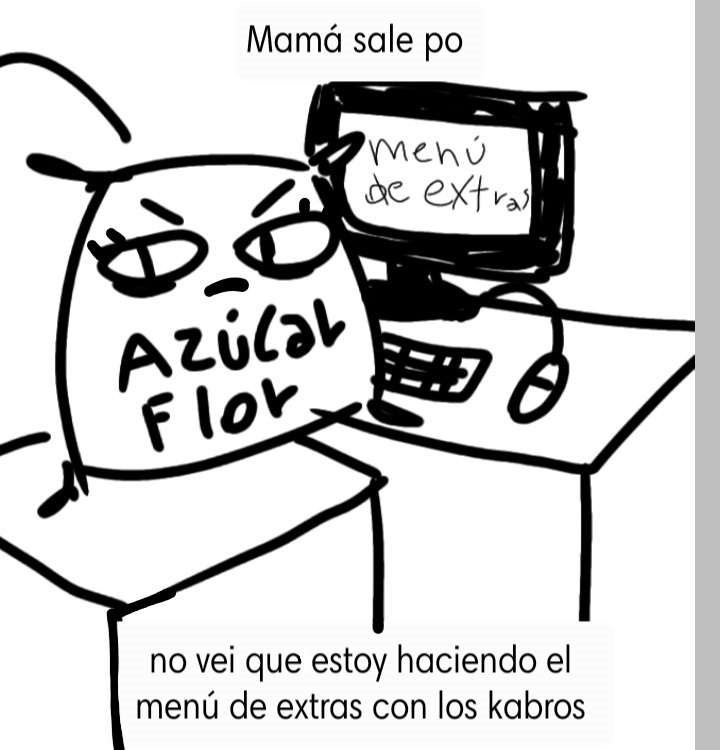 Mamá sale po
menú
de extras
Azúcar
Flor
no vei que estoy haciendo el
menú de extras con los kabros